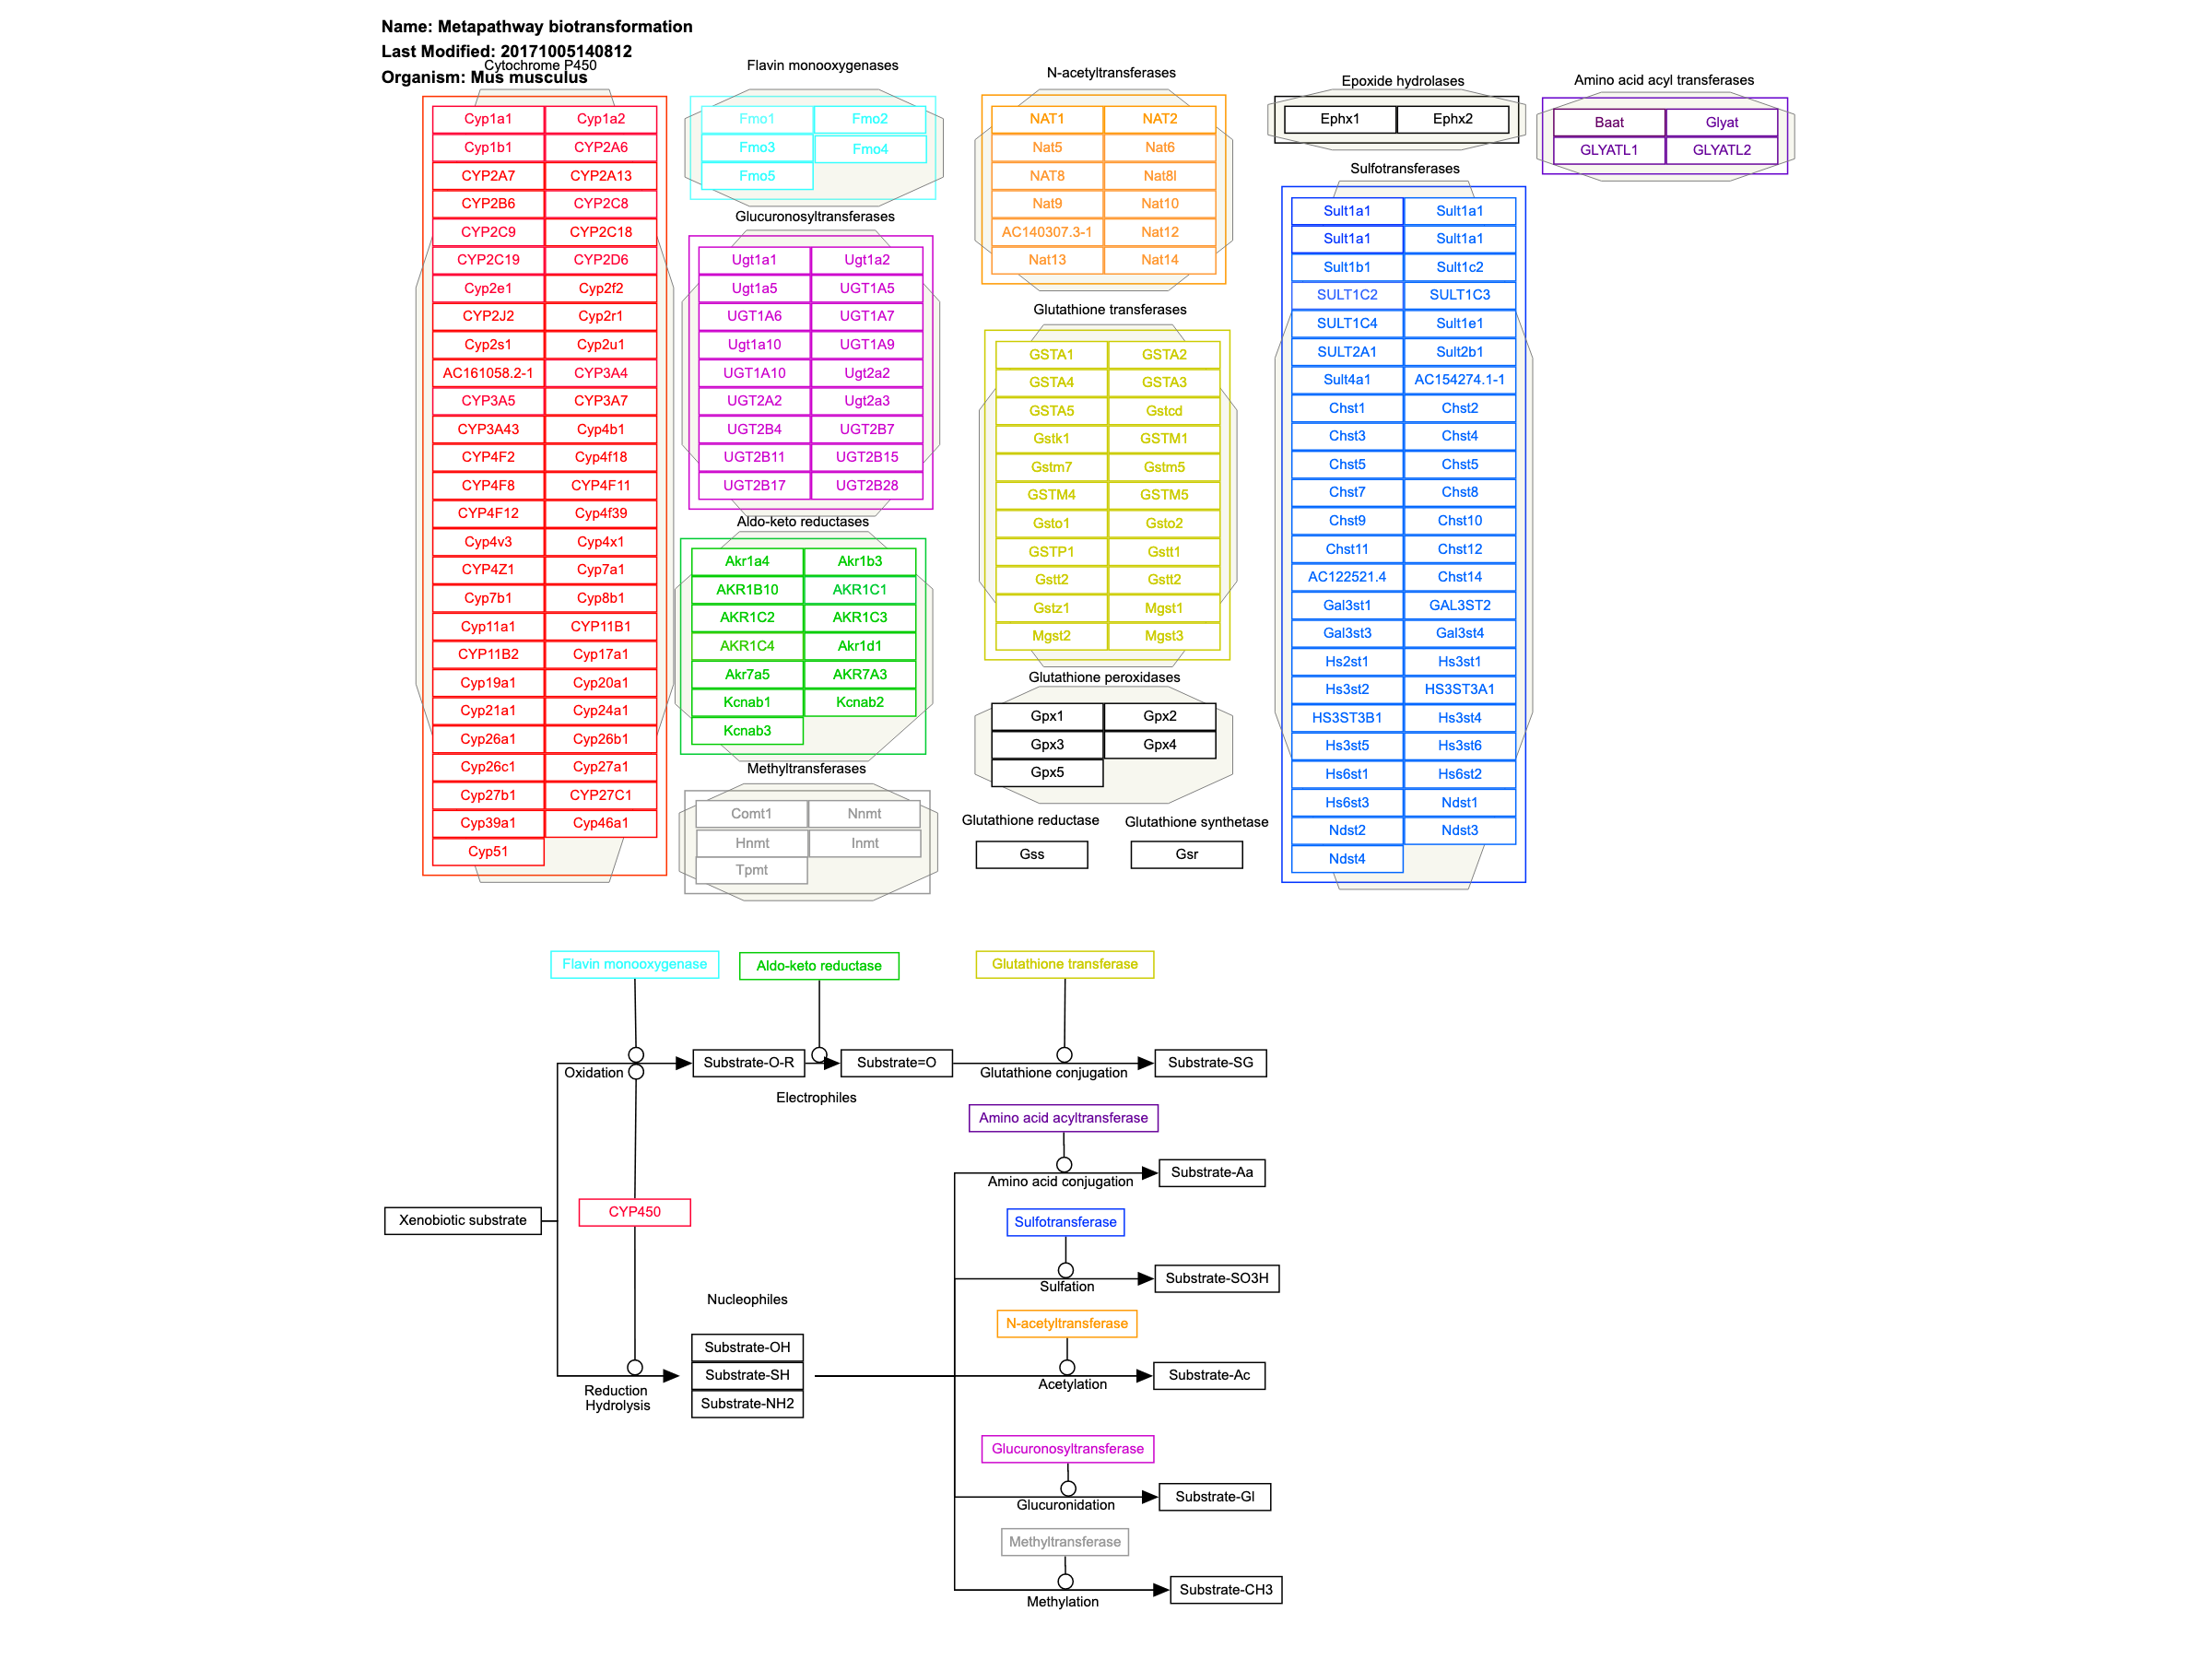 Name: Metapathway biotransformation
Last Modified: 20171005140812
Organism: Mus musculus
Cytochrome P450
Cyp1a1 Cyp1a2
Cyp1b1 CYP2A6
CYP2A7 CYP2A13
CYP2B6 CYP2C8
CYP2C9 CYP2C18
CYP2C19 CYP2D6
Cyp2e1 Cyp2f2
CYP2J2 Cyp2r1
Cyp2s1 Cyp2u1
AC161058.2-1 CYP3A4
CYP3A5 CYP3A7
CYP3A43 Cyp4b1
CYP4F2 Cyp4f18
CYP4F8 CYP4F11
CYP4F12 Cyp4f39
Cyp4v3 Cyp4x1
CYP4Z1 Cyp7a1
Cyp7b1 Cyp8b1
Cyp11a1 CYP11B1
CYP11B2 Cyp17a1
Cyp19a1 Cyp20a1
Cyp21a1 Cyp24a1
Cyp26a1 Cyp26b1
Cyp26c1 Cyp27a1
Cyp27b1 CYP27C1
Cyp39a1 Cyp46a1
Cyp51
Flavin monooxygenases
Fmo1 Fmo2
Fmo3 Fmo4
Fmo5
Glucuronosyltransferases
Ugt1a1 Ugt1a2
Ugt1a5 UGT1A5
UGT1A6 UGT1A7
Ugt1a10 UGT1A9
UGT1A10 Ugt2a2
UGT2A2 Ugt2a3
UGT2B4 UGT2B7
UGT2B11 UGT2B15
UGT2B17 UGT2B28
Aldo-keto reductases
Akr1a4 Akr1b3
AKR1B10 AKR1C1
AKR1C2 AKR1C3
AKR1C4 Akr1d1
Akr7a5 AKR7A3
Kcnab1 Kcnab2
Kcnab3
Methyltransferases
Comt1 Nnmt
Hnmt Inmt
Tpmt
N-acetyltransferases
NAT1 NAT2
Nat5 Nat6
NAT8 Nat8l
Nat9 Nat10
AC140307.3-1 Nat12
Nat13 Nat14
Glutathione transferases
GSTA1 GSTA2
GSTA4 GSTA3
GSTA5 Gstcd
Gstk1 GSTM1
Gstm7 Gstm5
GSTM4 GSTM5
Gsto1 Gsto2
GSTP1 Gstt1
Gstt2 Gstt2
Gstz1 Mgst1
Mgst2 Mgst3
Glutathione peroxidases
Gpx1 Gpx2
Gpx3 Gpx4
Gpx5
Glutathione reductase Glutathione synthetase
Gss Gsr
Epoxide hydrolases
Ephx1 Ephx2
Sulfotransferases
Sult1a1 Sult1a1
Sult1a1 Sult1a1
Sult1b1 Sult1c2
SULT1C2 SULT1C3
SULT1C4 Sult1e1
SULT2A1 Sult2b1
Sult4a1 AC154274.1-1
Chst1 Chst2
Chst3 Chst4
Chst5 Chst5
Chst7 Chst8
Chst9 Chst10
Chst11 Chst12
AC122521.4 Chst14
Gal3st1 GAL3ST2
Gal3st3 Gal3st4
Hs2st1 Hs3st1
Hs3st2 HS3ST3A1
HS3ST3B1 Hs3st4
Hs3st5 Hs3st6
Hs6st1 Hs6st2
Hs6st3 Ndst1
Ndst2 Ndst3
Ndst4
Amino acid acyl transferases
Baat Glyat
GLYATL1 GLYATL2
Flavin monooxygenase Aldo-keto reductase Glutathione transferase
Substrate-O-R Substrate=O Substrate-SG
Oxidation Glutathione conjugation
Electrophiles
Amino acid acyltransferase
Substrate-Aa
Amino acid conjugation
Xenobiotic substrate CYP450 Sulfotransferase
Substrate-SO3H
Sulfation
Nucleophiles
N-acetyltransferase
Substrate-OH
Substrate-SH Substrate-Ac
Acetylation
Reduction
Hydrolysis
Substrate-NH2
Glucuronosyltransferase
Substrate-Gl
Glucuronidation
Methyltransferase
Substrate-CH3
Methylation